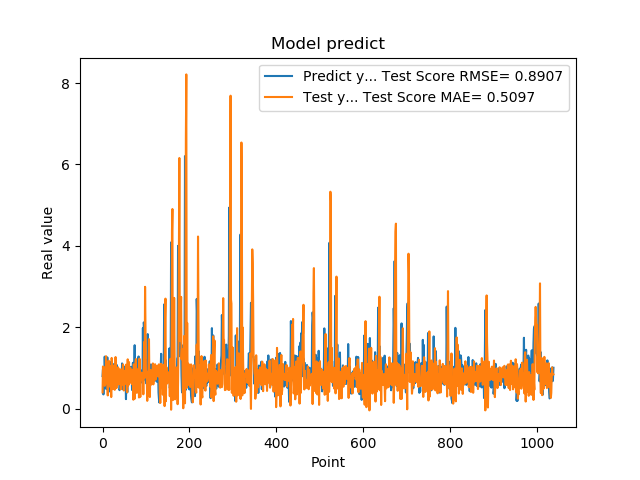 Model predict
Predict y... Test Score RMSE= 0.8907
Test y... Test Score MAE= 0.5097
Real value
8
6
4
2
0
0 200 400 600 800 1000
Point